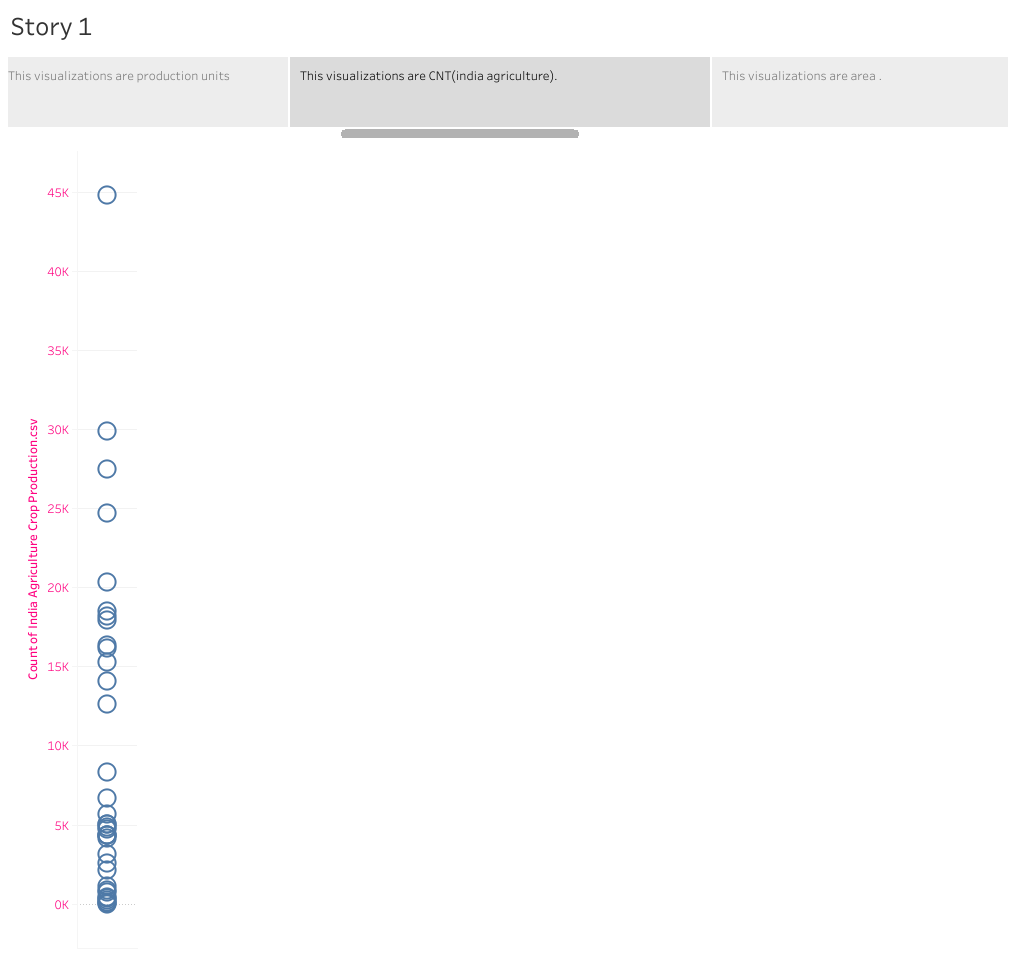 Story 1
This visualizations are production units
This visualizations are CNT(india agriculture).
This visualizations are area .
45K
40K
35K
30K
25K
20K
15K
10K
5K
0K
Count of India Agriculture Crop Production.csv